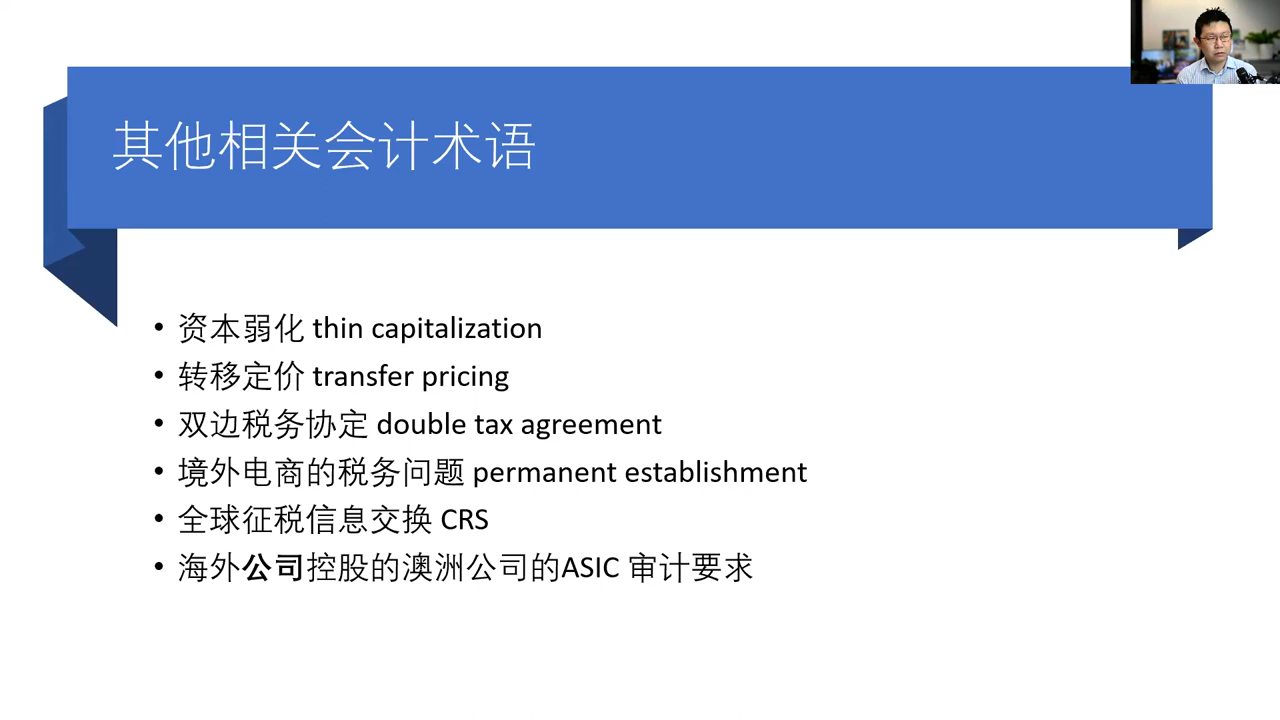 其他相关会计术语
• 资本弱化 thin capitalization
• 转移定价 transfer pricing
• 双边税务协定 double tax agreement
• 境外电商的税务问题 permanent establishment
• 全球征税信息交换 CRS
• 海外公司控股的澳洲公司的ASIC 审计要求